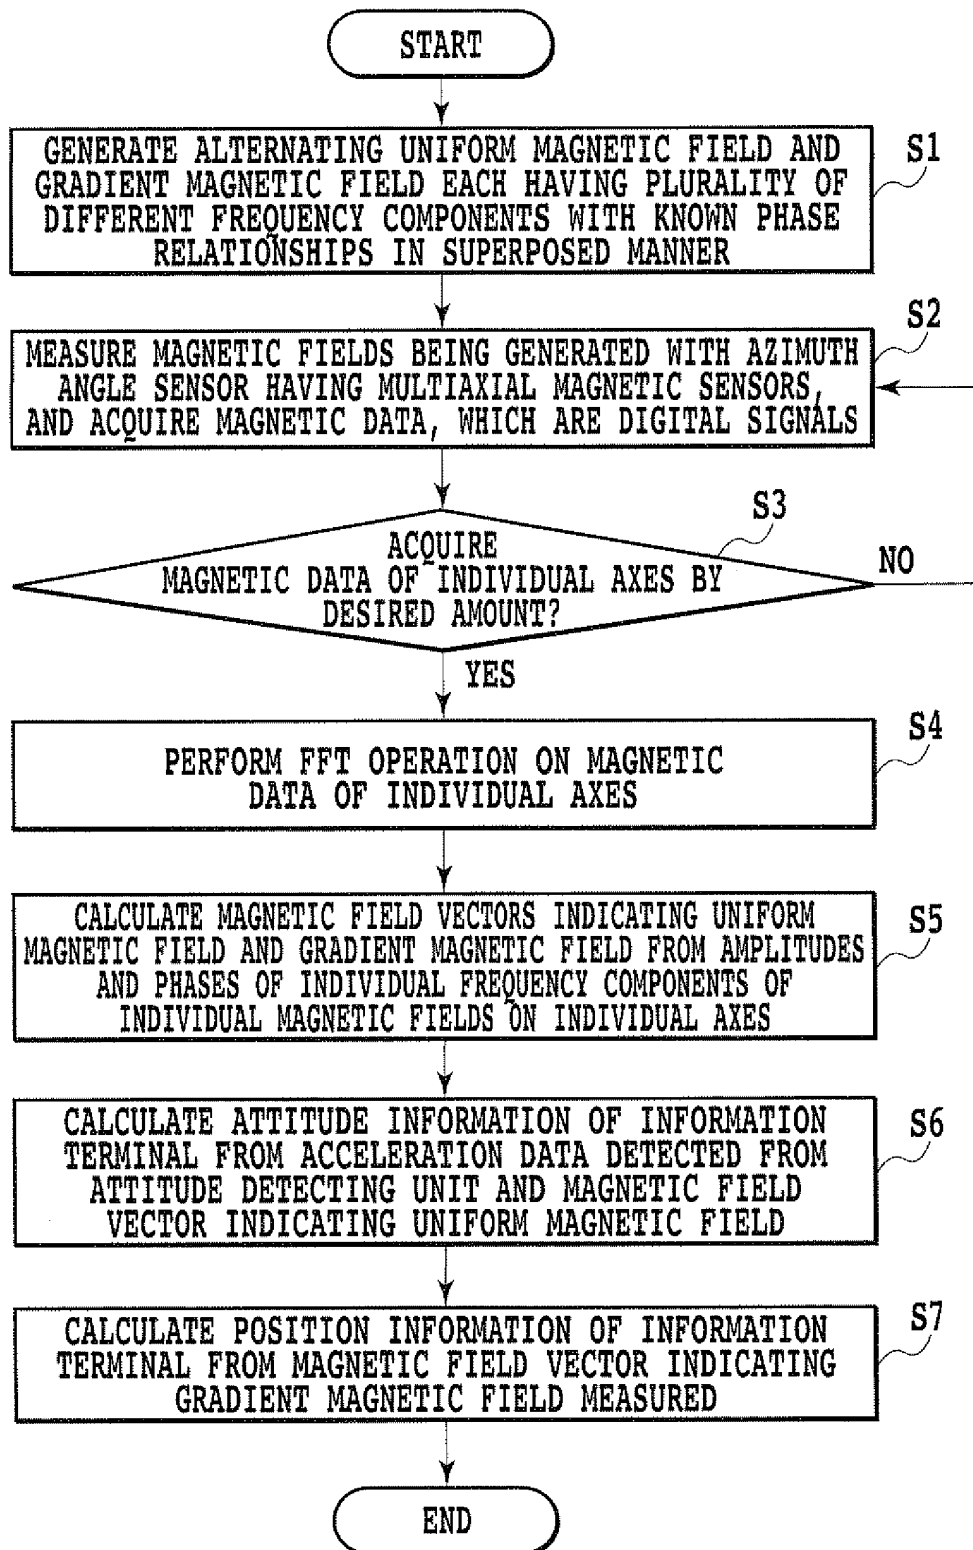 START
GENERATE ALTERNATING UNIFORM MAGNETIC FIELD AND
GRADIENT MAGNETIC FIELD EACH HAVING PLURALITY OF
DIFFERENT FREQUENCY COMPONENTS WITH KNOWN PHASE
RELATIONSHIPS IN SUPERPOSED MANNER
S1
MEASURE MAGNETIC FIELDS BEING GENERATED WITH AZIMUTH
ANGLE SENSOR HAVING MULTIAXIAL MAGNETIC SENSORS,
AND ACQUIRE MAGNETIC DATA, WHICH ARE DIGITAL SIGNALS
S2
ACQUIRE
MAGNETIC DATA OF INDIVIDUAL AXES BY
DESIRED AMOUNT?
S3
NO
YES
PERFORM FFT OPERATION ON MAGNETIC
DATA OF INDIVIDUAL AXES
S4
CALCULATE MAGNETIC FIELD VECTORS INDICATING UNIFORM
MAGNETIC FIELD AND GRADIENT MAGNETIC FIELD FROM AMPLITUDES
AND PHASES OF INDIVIDUAL FREQUENCY COMPONENTS OF
INDIVIDUAL MAGNETIC FIELDS ON INDIVIDUAL AXES
S5
CALCULATE ATTITUDE INFORMATION OF INFORMATION
TERMINAL FROM ACCELERATION DATA DETECTED FROM
ATTITUDE DETECTING UNIT AND MAGNETIC FIELD
VECTOR INDICATING UNIFORM MAGNETIC FIELD
S6
CALCULATE POSITION INFORMATION OF INFORMATION
TERMINAL FROM MAGNETIC FIELD VECTOR INDICATING
GRADIENT MAGNETIC FIELD MEASURED
S7
END